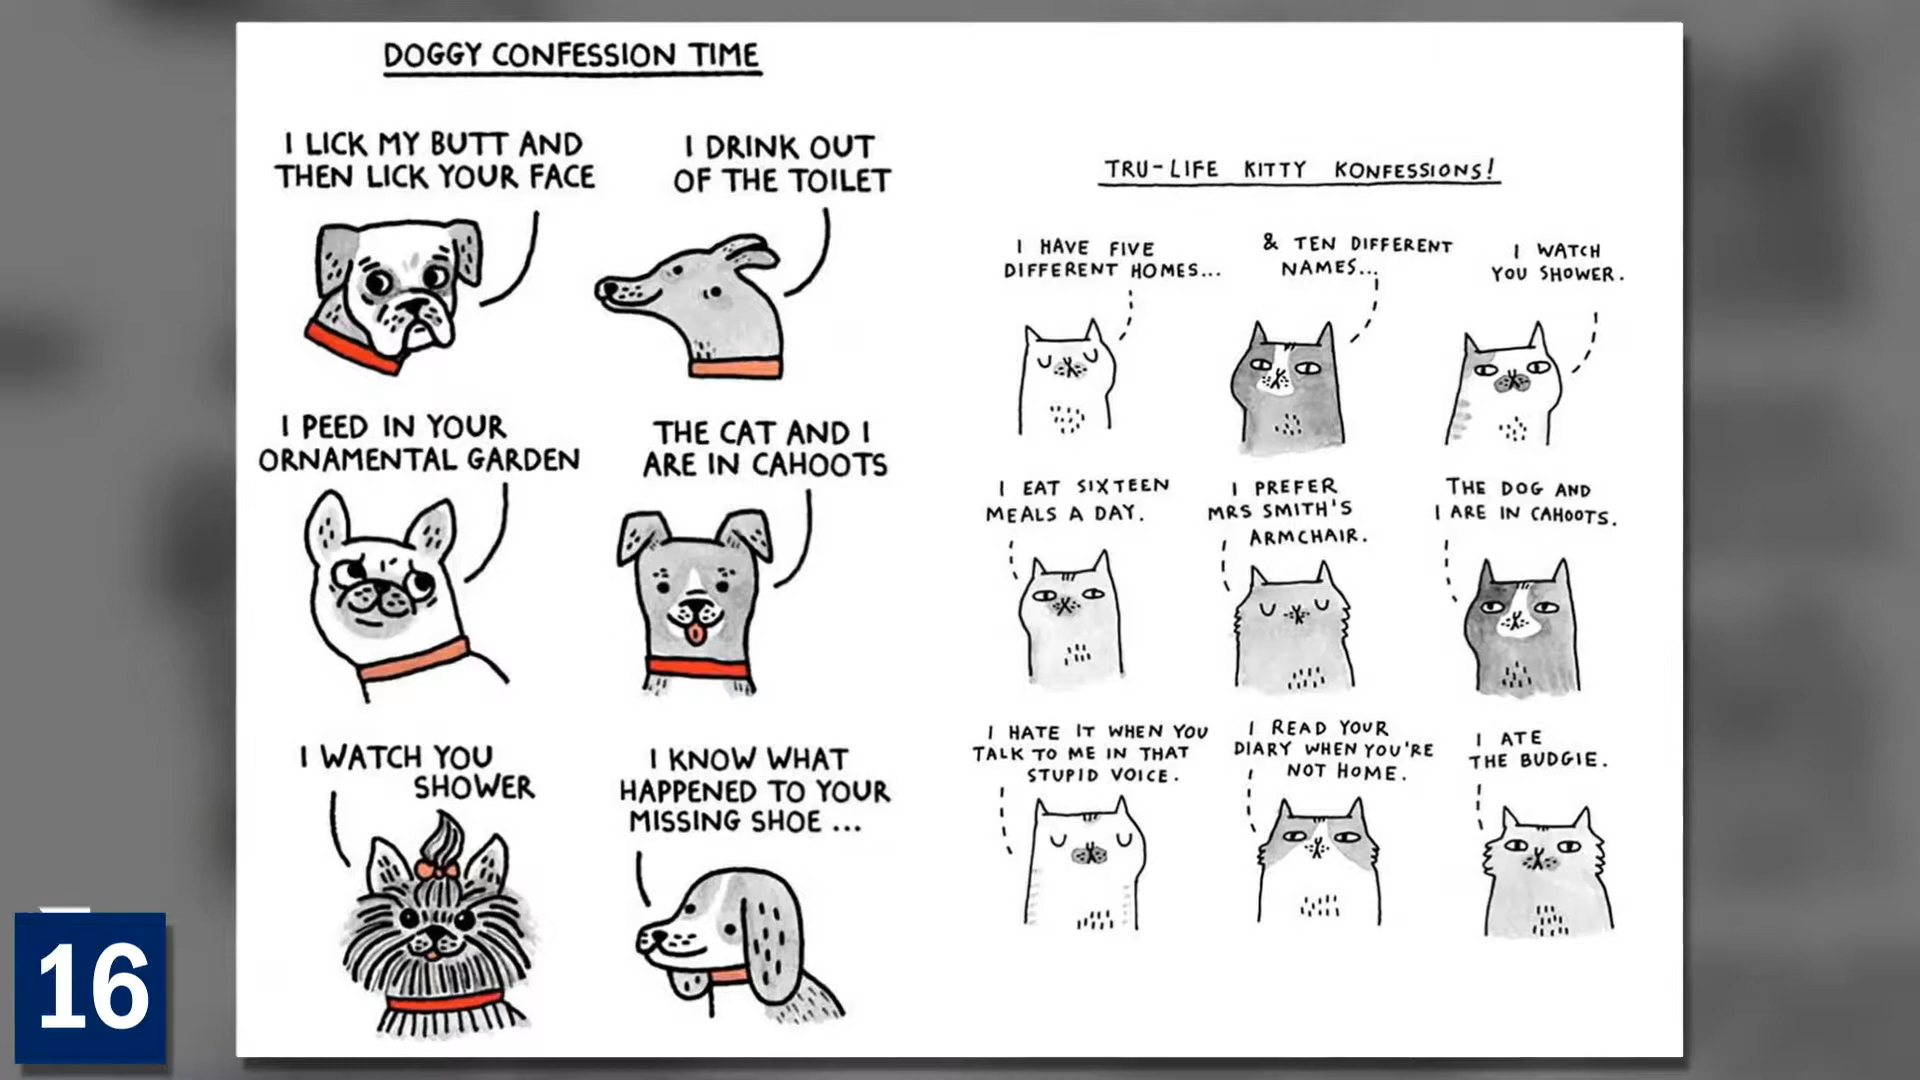 DOGGY CONFESSION TIME
I LICK MY BUTT AND
THEN LICK YOUR FACE
I DRINK OUT
OF THE TOILET
I PEED IN YOUR
ORNAMENTAL GARDEN
THE CAT AND I
ARE IN CAHOOTS
I WATCH YOU
SHOWER
I KNOW WHAT
HAPPENED TO YOUR
MISSING SHOE ...
TRU-LIFE KITTY KONFESSIONS!
I HAVE FIVE
DIFFERENT HOMES...
& TEN DIFFERENT
NAMES...
I WATCH
YOU SHOWER.
I EAT SIXTEEN
MEALS A DAY.
I PREFER
MRS SMITH'S
ARMCHAIR.
THE DOG AND
I ARE IN CAHOOTS.
I HATE IT WHEN YOU
TALK TO ME IN THAT
STUPID VOICE.
I READ YOUR
DIARY WHEN YOU'RE
NOT HOME.
I ATE
THE BUDGIE.
16